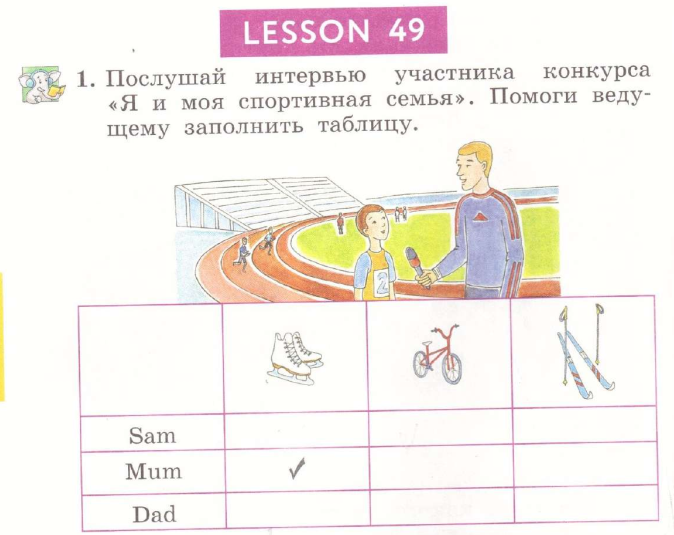 LESSON 49
1. Послушай интервью участника конкурса
«Я и моя спортивная семья». Помоги веду-
щему заполнить таблицу.
2
Sam
Mum ✓
Dad